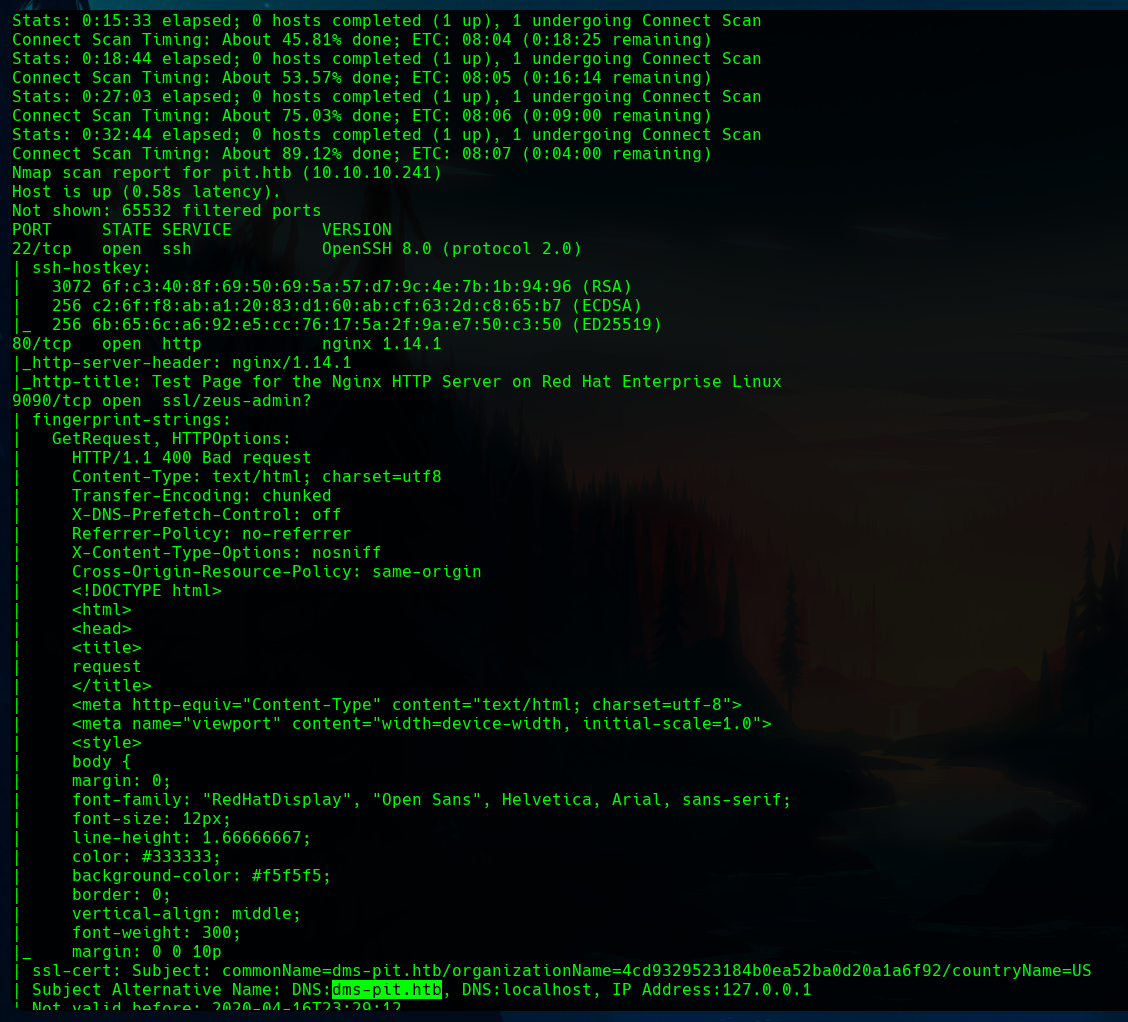 Stats: 0:15:33 elapsed; 0 hosts completed (1 up), 1 undergoing Connect Scan
Connect Scan Timing: About 45.81% done; ETC: 08:04 (0:18:25 remaining)
Stats: 0:18:44 elapsed; 0 hosts completed (1 up), 1 undergoing Connect Scan
Connect Scan Timing: About 53.57% done; ETC: 08:05 (0:16:14 remaining)
Stats: 0:27:03 elapsed; 0 hosts completed (1 up), 1 undergoing Connect Scan
Connect Scan Timing: About 75.03% done; ETC: 08:06 (0:09:00 remaining)
Stats: 0:32:44 elapsed; 0 hosts completed (1 up), 1 undergoing Connect Scan
Connect Scan Timing: About 89.12% done; ETC: 08:07 (0:04:00 remaining)
Nmap scan report for pit.htb (10.10.10.241)
Host is up (0.58s latency).
Not shown: 65532 filtered ports
PORT     STATE SERVICE         VERSION
22/tcp   open  ssh             OpenSSH 8.0 (protocol 2.0)
| ssh-hostkey:
|   3072 6f:c3:40:8f:69:50:69:5a:57:d7:9c:4e:7b:1b:94:96 (RSA)
|   256 c2:6f:f8:ab:a1:20:83:d1:60:ab:cf:63:2d:c8:65:b7 (ECDSA)
|_  256 6b:65:6c:a6:92:e5:cc:76:17:5a:2f:9a:e7:50:c3:50 (ED25519)
80/tcp   open  http            nginx 1.14.1
|_http-server-header: nginx/1.14.1
|_http-title: Test Page for the Nginx HTTP Server on Red Hat Enterprise Linux
9090/tcp open  ssl/zeus-admin?
| fingerprint-strings:
|   GetRequest, HTTPOptions:
|     HTTP/1.1 400 Bad request
|     Content-Type: text/html; charset=utf8
|     Transfer-Encoding: chunked
|     X-DNS-Prefetch-Control: off
|     Referrer-Policy: no-referrer
|     X-Content-Type-Options: nosniff
|     Cross-Origin-Resource-Policy: same-origin
|     <!DOCTYPE html>
|     <html>
|     <head>
|     <title>
|     request
|     </title>
|     <meta http-equiv="Content-Type" content="text/html; charset=utf-8">
|     <meta name="viewport" content="width=device-width, initial-scale=1.0">
|     <style>
|     body {
|     margin: 0;
|     font-family: "RedHatDisplay", "Open Sans", Helvetica, Arial, sans-serif;
|     font-size: 12px;
|     line-height: 1.66666667;
|     color: #333333;
|     background-color: #f5f5f5;
|     border: 0;
|     vertical-align: middle;
|     font-weight: 300;
|_    margin: 0 0 10p
| ssl-cert: Subject: commonName=dms-pit.htb/organizationName=4cd9329523184b0ea52ba0d20a1a6f92/countryName=US
| Subject Alternative Name: DNS:dms-pit.htb, DNS:localhost, IP Address:127.0.0.1
| Not valid before: 2020-04-16T23:29:12